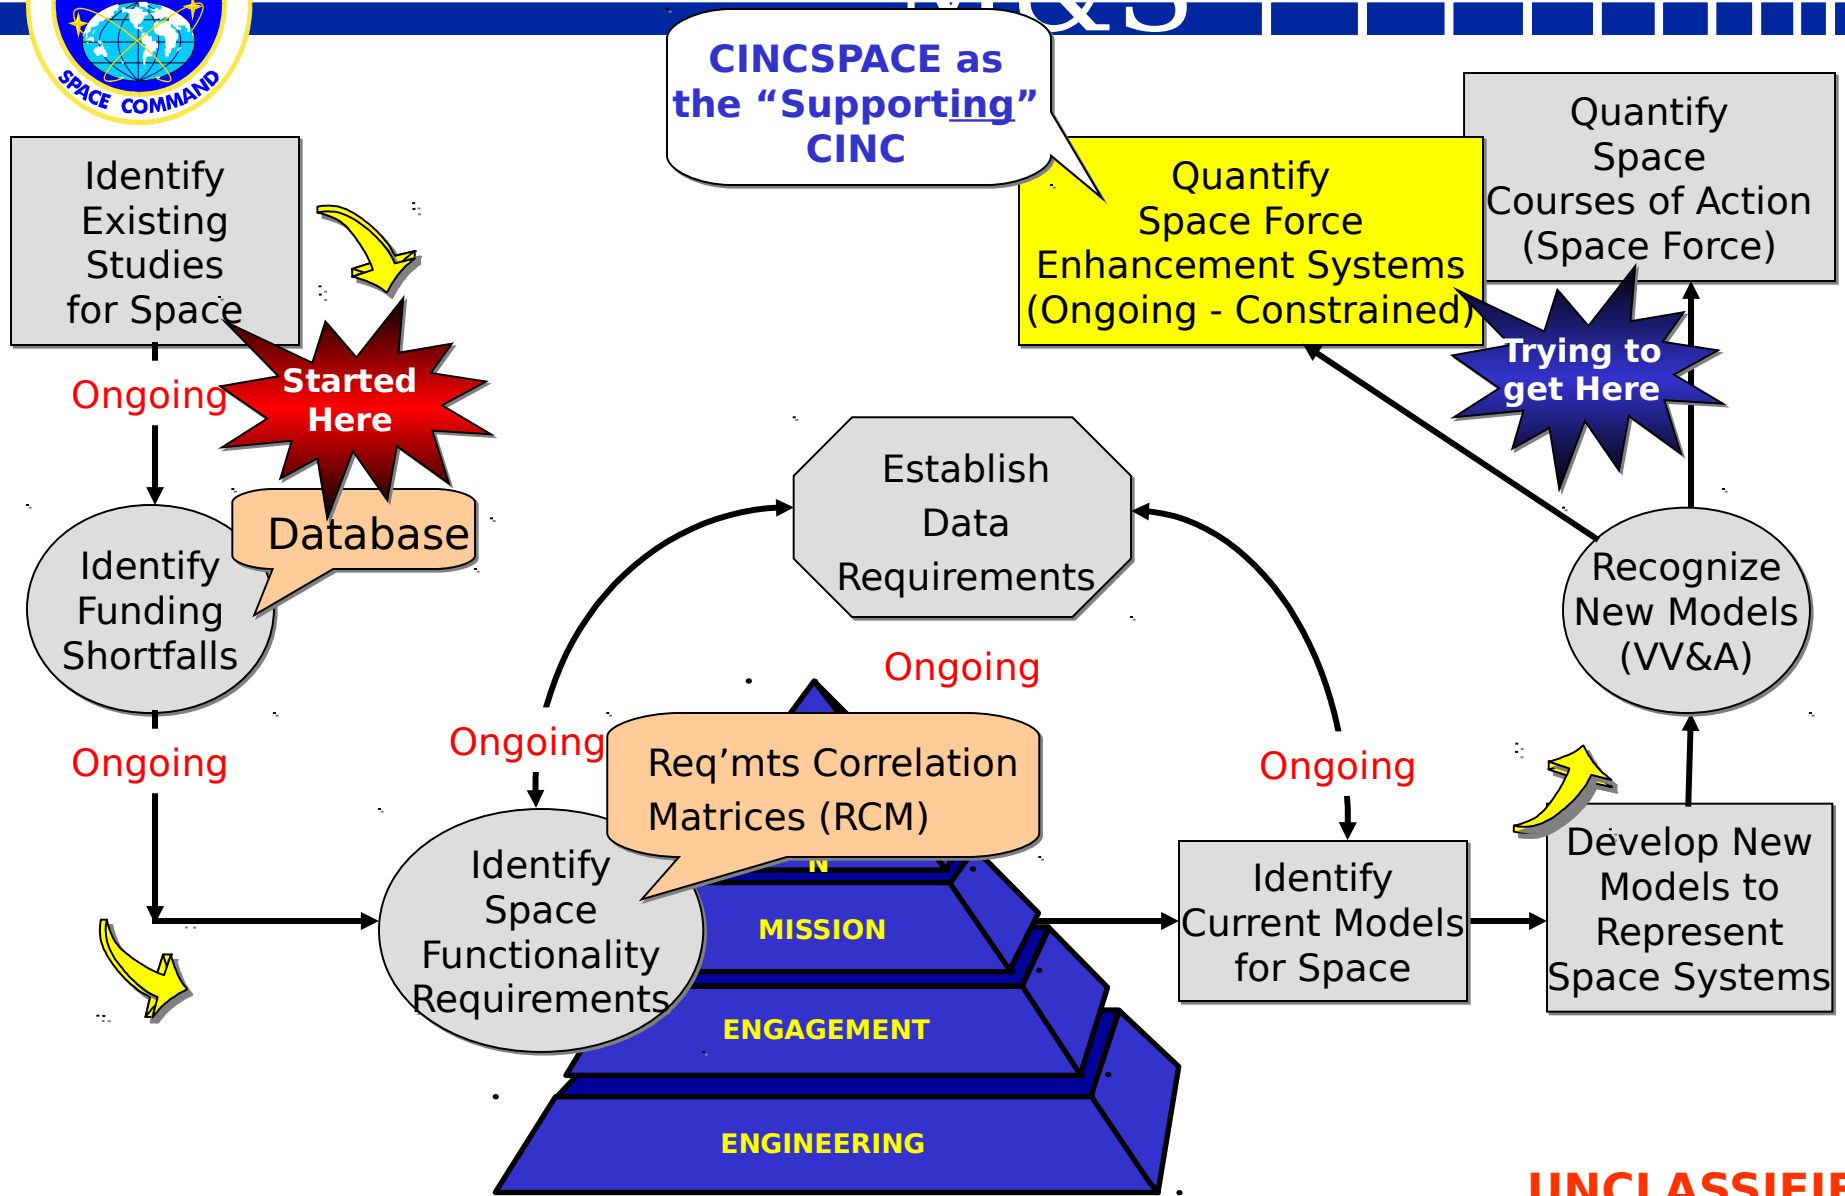 M&S
SPACE COMMAND
CINCSPACE as
the “Supporting”
CINC
Quantify
Space
Courses of Action
(Space Force)
Identify
Existing
Studies
for Space
Quantify
Space Force
Enhancement Systems
(Ongoing - Constrained)
Started
Here
Trying to
get Here
Ongoing
Database
Establish
Data
Requirements
Identify
Funding
Shortfalls
Recognize
New Models
(VV&A)
Ongoing
Ongoing
Ongoing
Ongoing
Req’mts Correlation
Matrices (RCM)
Identify
Space
Functionality
Requirements
N
MISSION
ENGAGEMENT
ENGINEERING
Identify
Current Models
for Space
Develop New
Models to
Represent
Space Systems